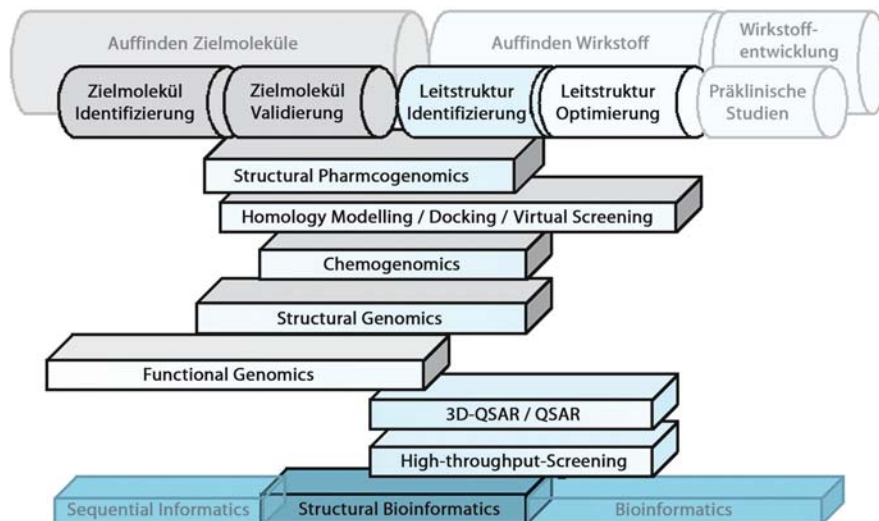 Auffinden Zielmoleküle
Auffinden Wirkstoff
Wirkstoff-
entwicklung
Zielmolekül
Identifizierung
Zielmolekül
Validierung
Leitstruktur
Identifizierung
Leitstruktur
Optimierung
Präklinische
Studien
Structural Pharmcogenomics
Homology Modelling / Docking / Virtual Screening
Chemogenomics
Structural Genomics
Functional Genomics
3D-QSAR / QSAR
High-throughput-Screening
Sequential Informatics
Structural Bioinformatics
Bioinformatics